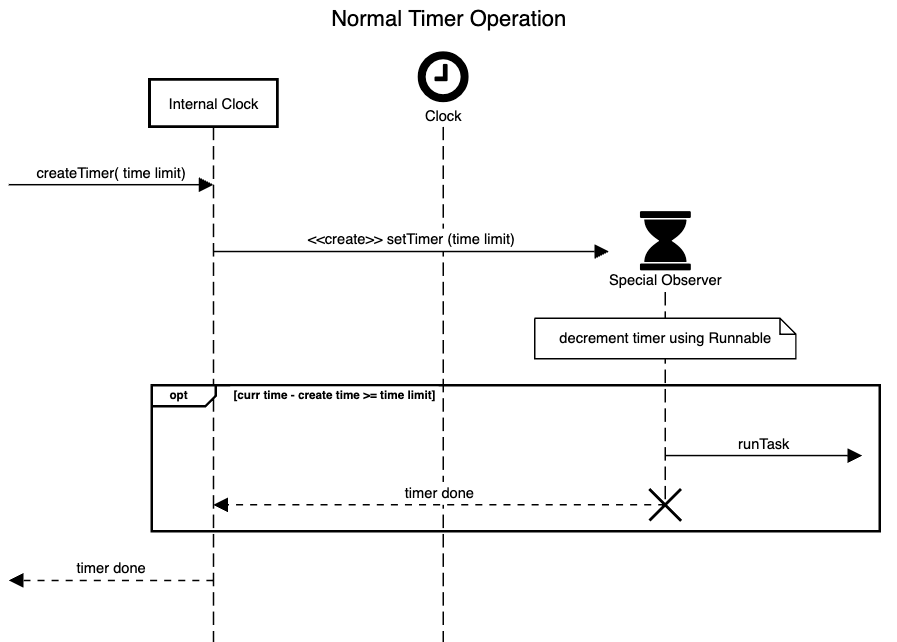 Normal Timer Operation
Internal Clock
Clock
createTimer( time limit)
<<create>> setTimer (time limit)
Special Observer
decrement timer using Runnable
opt
[curr time - create time >= time limit]
runTask
timer done
timer done